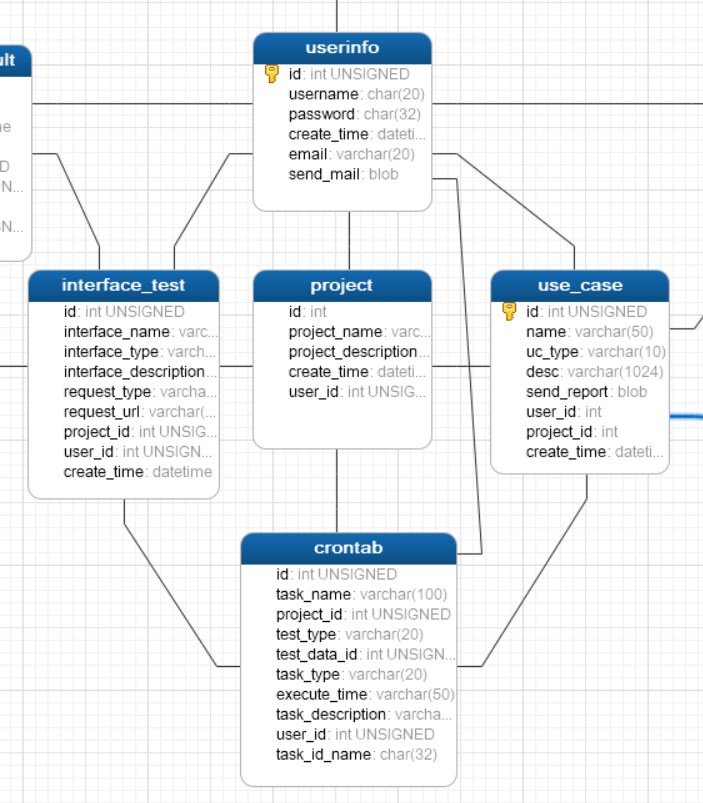 userinfo
id: int UNSIGNED
username: char(20)
password: char(32)
create_time: dateti...
email: varchar(20)
send_mail: blob
ult
ne
D
N...
N...
interface_test
id: int UNSIGNED
interface_name: varc...
interface_type: varch...
interface_description...
request_type: varcha...
request_url: varchar(...
project_id: int UNSIG...
user_id: int UNSIGN...
create_time: datetime
project
id: int
project_name: varc...
project_description...
create_time: dateti...
user_id: int UNSIG...
use_case
id: int UNSIGNED
name: varchar(50)
uc_type: varchar(10)
desc: varchar(1024)
send_report: blob
user_id: int
project_id: int
create_time: dateti...
crontab
id: int UNSIGNED
task_name: varchar(100)
project_id: int UNSIGNED
test_type: varchar(20)
test_data_id: int UNSIGN...
task_type: varchar(20)
execute_time: varchar(50)
task_description: varcha...
user_id: int UNSIGNED
task_id_name: char(32)